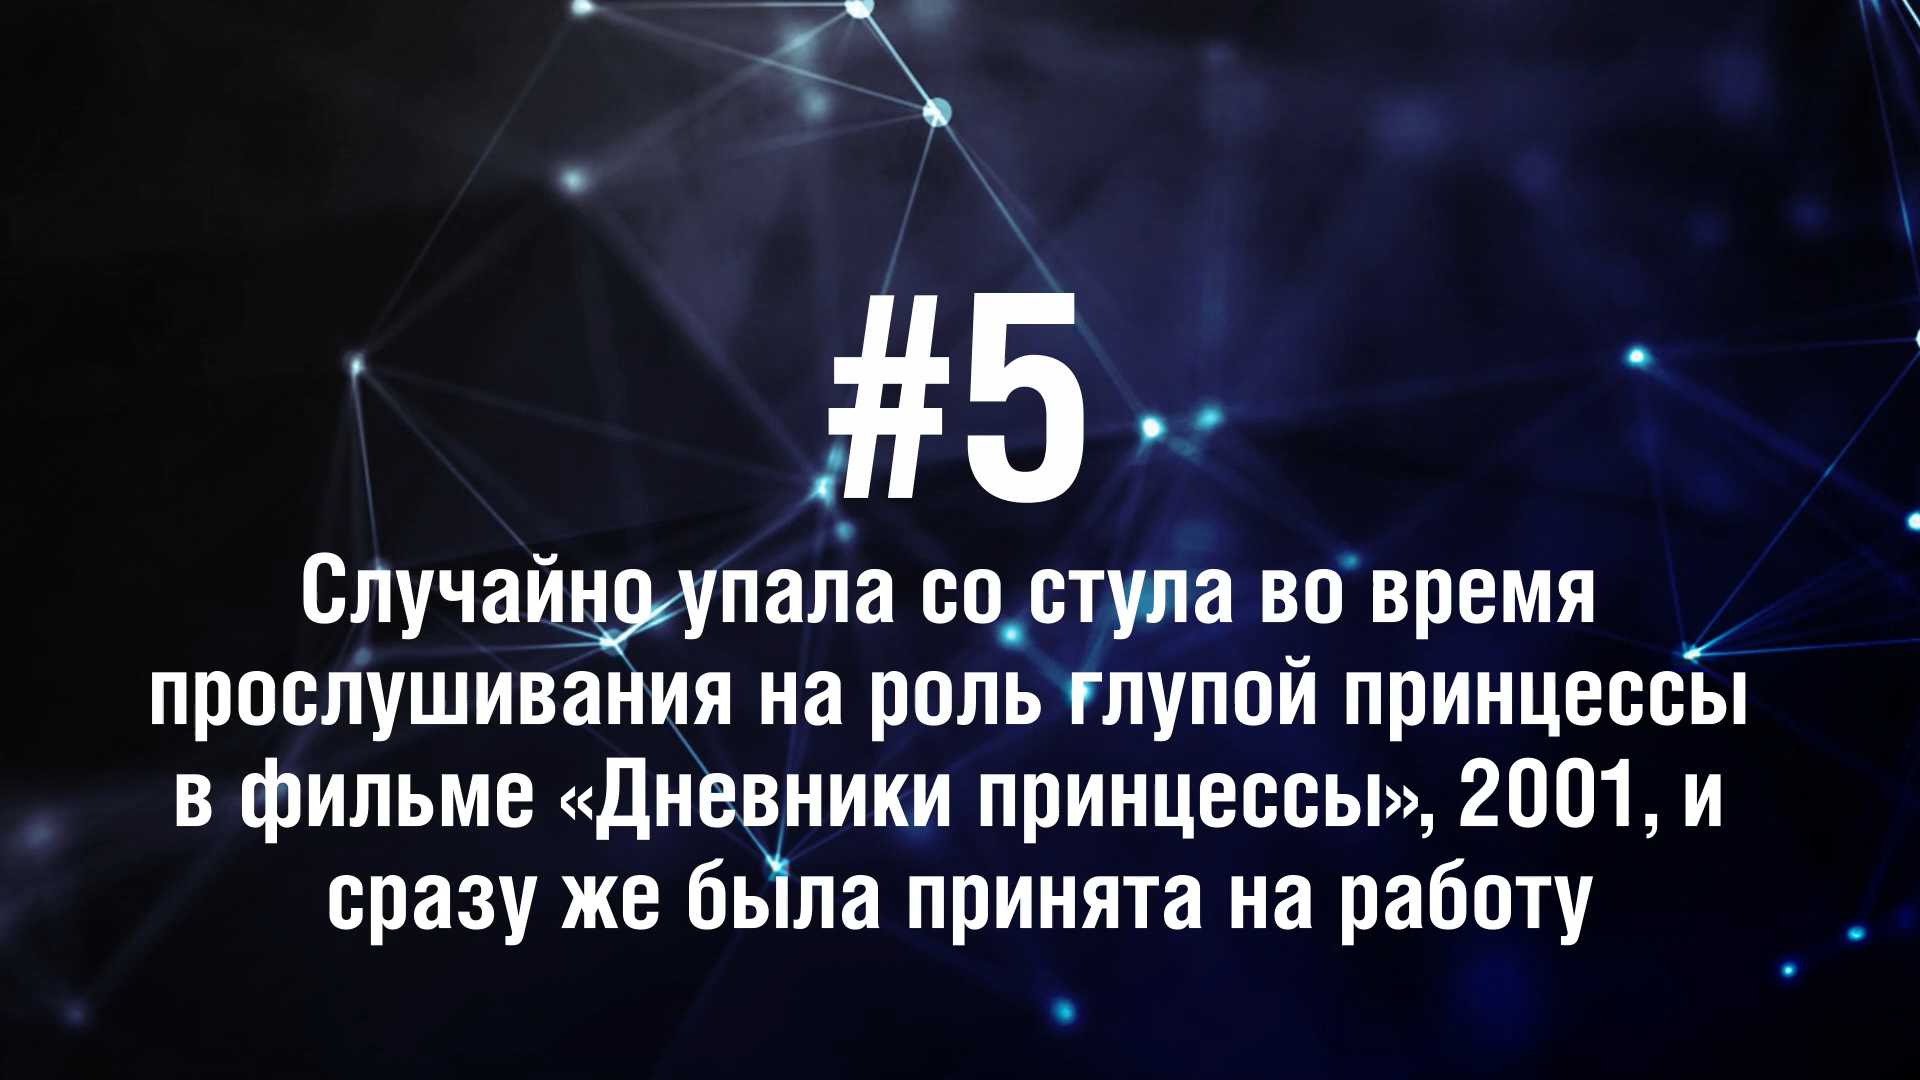 #5
Случайно упала со стула во время
прослушивания на роль глупой принцессы
в фильме «Дневники принцессы», 2001, и
сразу же была принята на работу